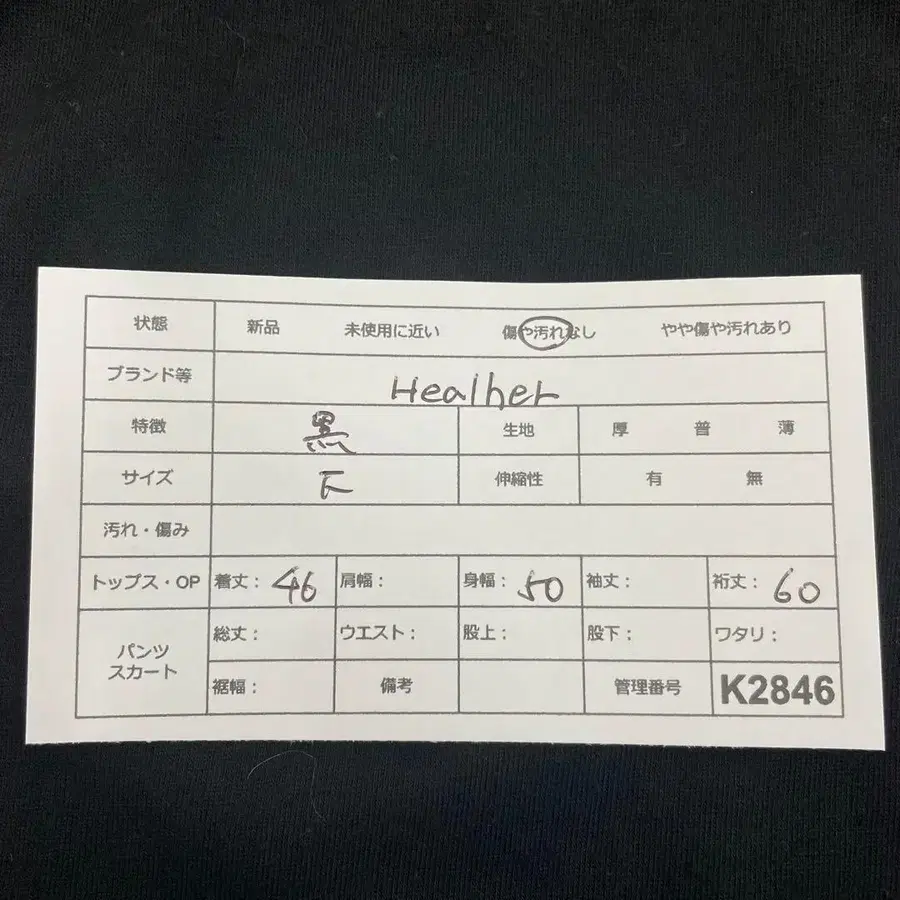 状態 新品 未使用に近い 傷や汚れなし やや傷や汚れあり
ブランド等 Heather
特徴 黒 生地 厚 普 薄
サイズ F 伸縮性 有 無
汚れ・傷み
トップス・OP 着丈: 46 肩幅: 身幅: 50 袖丈: 裄丈: 60
パンツ スカート 総丈: ウエスト: 股上: 股下: ワタリ:
裾幅: 備考 管理番号 K2846